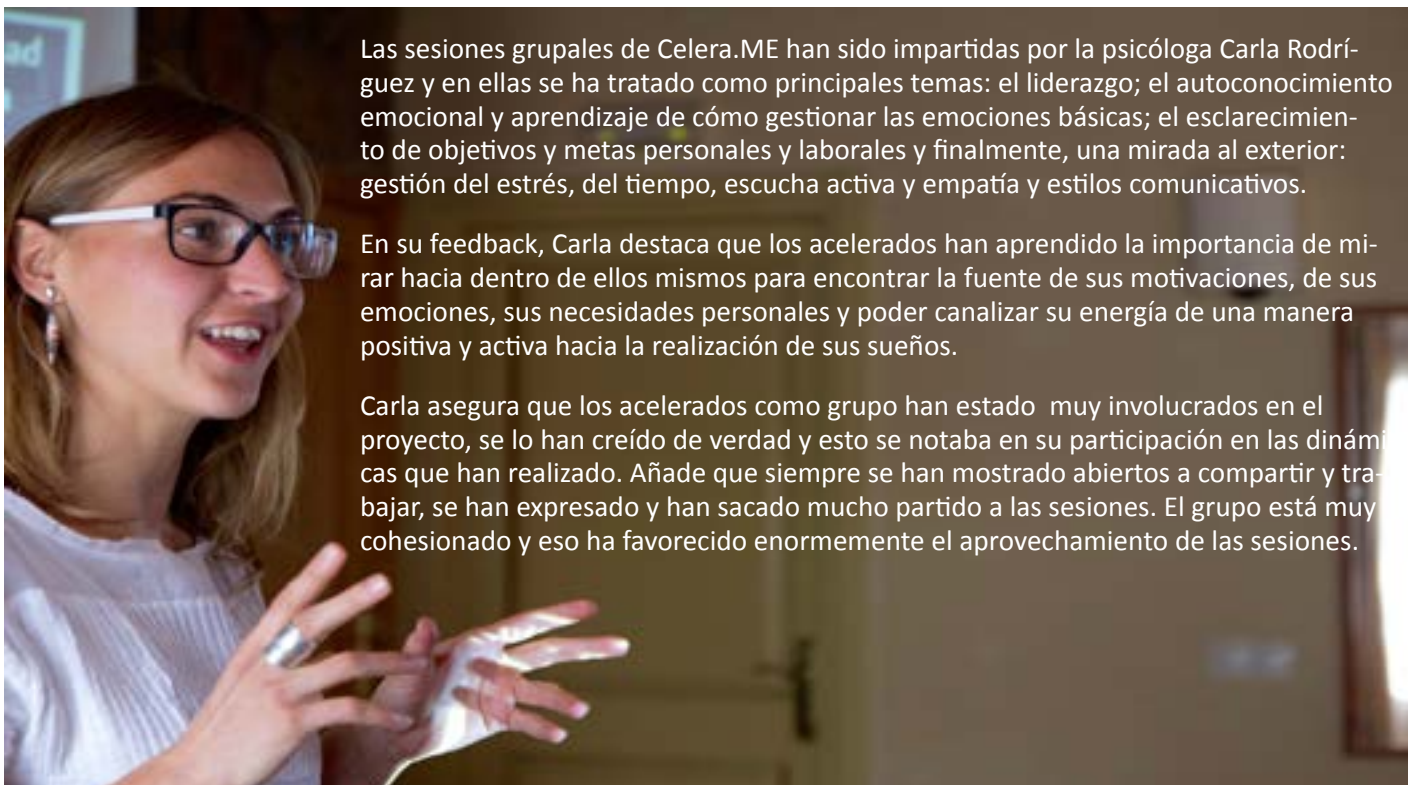 ad
Las sesiones grupales de Celera.ME han sido impartidas por la psicóloga Carla Rodrí-
guez y en ellas se ha tratado como principales temas: el liderazgo; el autoconocimiento
emocional y aprendizaje de cómo gestionar las emociones básicas; el esclarecimien-
to de objetivos y metas personales y laborales y finalmente, una mirada al exterior:
gestión del estrés, del tiempo, escucha activa y empatía y estilos comunicativos.
En su feedback, Carla destaca que los acelerados han aprendido la importancia de mi-
rar hacia dentro de ellos mismos para encontrar la fuente de sus motivaciones, de sus
emociones, sus necesidades personales y poder canalizar su energía de una manera
positiva y activa hacia la realización de sus sueños.
Carla asegura que los acelerados como grupo han estado  muy involucrados en el
proyecto, se lo han creído de verdad y esto se notaba en su participación en las dinámi
cas que han realizado. Añade que siempre se han mostrado abiertos a compartir y tra-
bajar, se han expresado y han sacado mucho partido a las sesiones. El grupo está muy
cohesionado y eso ha favorecido enormemente el aprovechamiento de las sesiones.